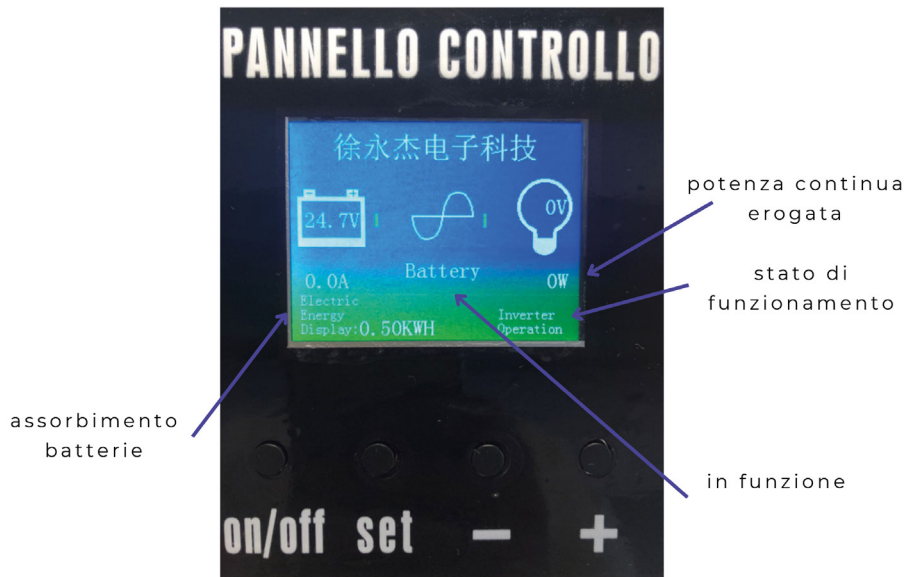 PANNELLO CONTROLLO
徐永杰电子科技
24.7V
0V
Battery
0.0A
0W
Electric
Energy
Display:0.50KWH
Inverter
Operation
on/off set − +
potenza continua
erogata
stato di
funzionamento
assorbimento
batterie
in funzione